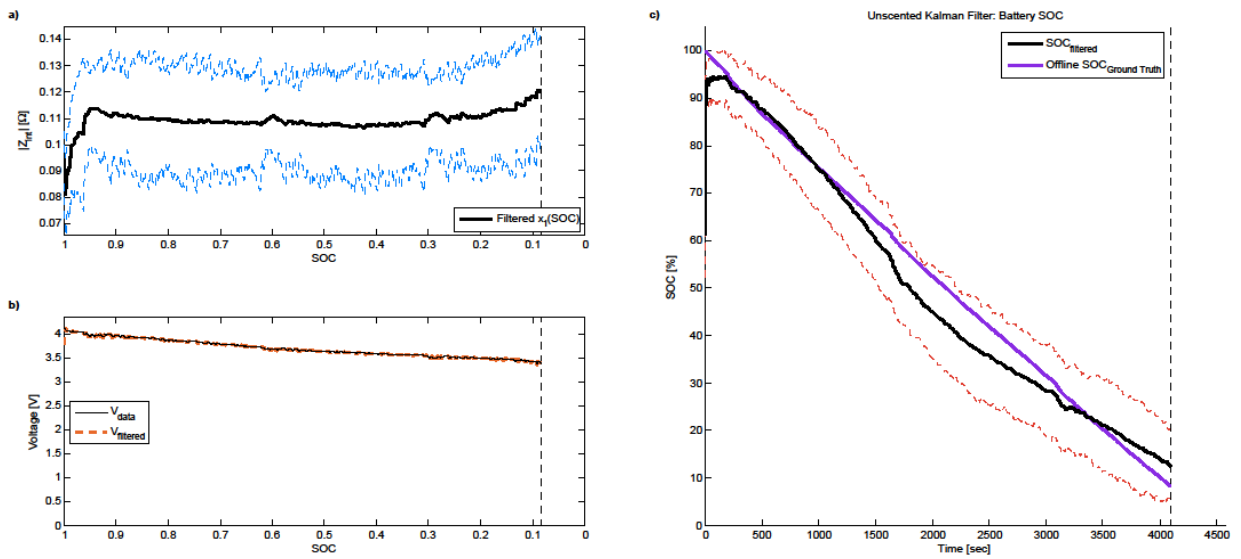 a)
0.14
0.13
0.12
0.11
0.1
0.09
0.08
0.07
|Z_int| [Ω]
Filtered x_1(SOC)
1 0.9 0.8 0.7 0.6 0.5 0.4 0.3 0.2 0.1 0
SOC
b)
4
3.5
3
2.5
2
1.5
1
0.5
0
Voltage [V]
V_data
V_filtered
1 0.9 0.8 0.7 0.6 0.5 0.4 0.3 0.2 0.1 0
SOC
c)
Unscented Kalman Filter: Battery SOC
SOC_filtered
Offline SOC_Ground Truth
100
90
80
70
60
50
40
30
20
10
0
SOC [%]
0 500 1000 1500 2000 2500 3000 3500 4000 4500
Time [sec]